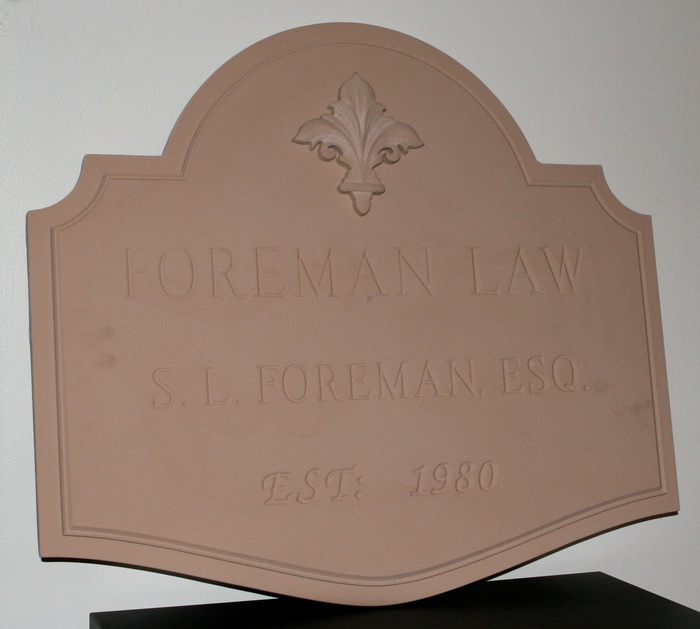 FOREMAN LAW
S. L. FOREMAN, ESQ.
EST: 1980